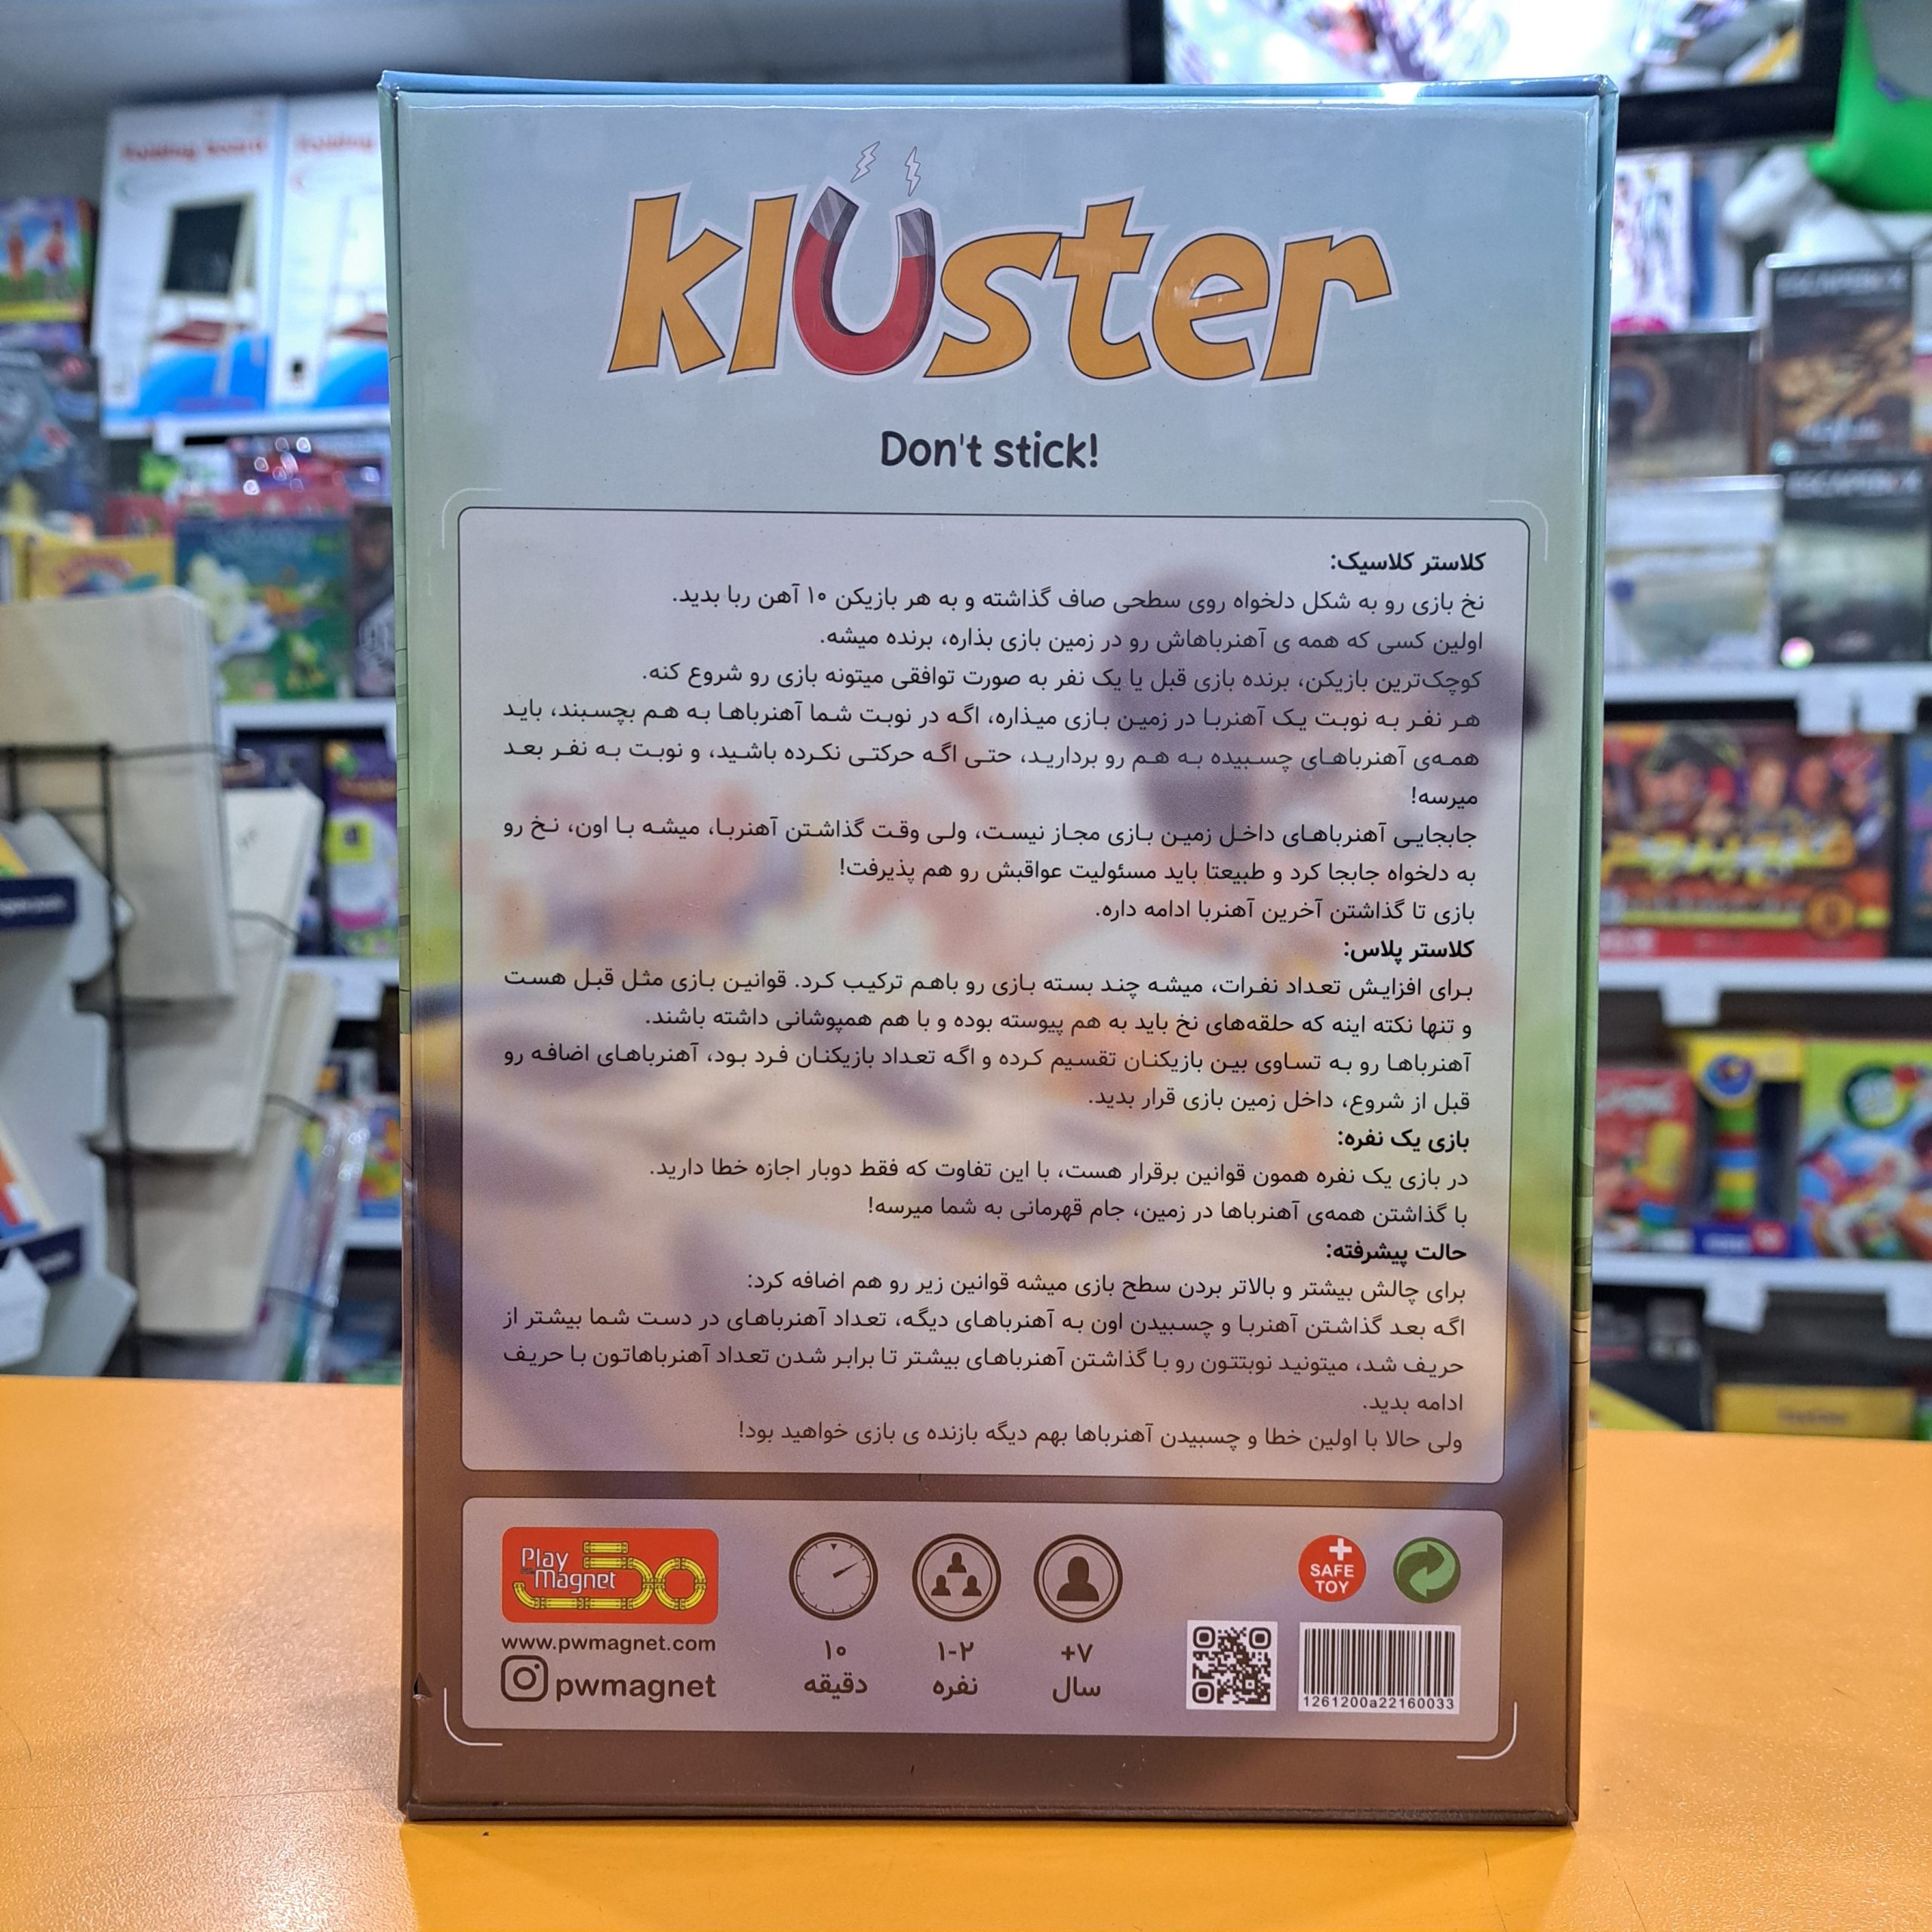 Folding Board
kluster
Don't stick!
کلاستر کلاسیک:
نخ بازی رو به شکل دلخواه روی سطحی صاف گذاشته و به هر بازیکن ۱۰ آهن ربا بدید.
اولین کسی که همه ی آهنرباهاش رو در زمین بازی بذاره، برنده میشه.
کوچک‌ترین بازیکن، برنده بازی قبل یا یک نفر به صورت توافقی میتونه بازی رو شروع کنه.
هر نفر به نوبت یک آهنربا در زمین بازی میذاره، اگه در نوبت شما آهنرباها به هم بچسبند، باید
همه‌ی آهنرباهای چسبیده به هم رو بردارید، حتی اگه حرکتی نکرده باشید، و نوبت به نفر بعد
میرسه!
جابجایی آهنرباهای داخل زمین بازی مجاز نیست، ولی وقت گذاشتن آهنربا، میشه با اون، نخ رو
به دلخواه جابجا کرد و طبیعتا باید مسئولیت عواقبش رو هم پذیرفت!
بازی تا گذاشتن آخرین آهنربا ادامه داره.
کلاستر پلاس:
برای افزایش تعداد نفرات، میشه چند بسته بازی رو باهم ترکیب کرد. قوانین بازی مثل قبل هست
و تنها نکته اینه که حلقه‌های نخ باید به هم پیوسته بوده و با هم همپوشانی داشته باشند.
آهنرباها رو به تساوی بین بازیکنان تقسیم کرده و اگه تعداد بازیکنان فرد بود، آهنرباهای اضافه رو
قبل از شروع، داخل زمین بازی قرار بدید.
بازی یک نفره:
در بازی یک نفره همون قوانین برقرار هست، با این تفاوت که فقط دوبار اجازه خطا دارید.
با گذاشتن همه‌ی آهنرباها در زمین، جام قهرمانی به شما میرسه!
حالت پیشرفته:
برای چالش بیشتر و بالاتر بردن سطح بازی میشه قوانین زیر رو هم اضافه کرد:
اگه بعد گذاشتن آهنربا و چسبیدن اون به آهنرباهای دیگه، تعداد آهنرباهای در دست شما بیشتر از
حریف شد، میتونید نوبتتون رو با گذاشتن آهنرباهای بیشتر تا برابر شدن تعداد آهنرباهاتون با حریف
ادامه بدید.
ولی حالا با اولین خطا و چسبیدن آهنرباها بهم دیگه بازنده ی بازی خواهید بود!
Play
Magnet
www.pwmagnet.com
pwmagnet
۱۰
دقیقه
۱-۲
نفره
+۷
سال
SAFE
TOY
1261200a22160033